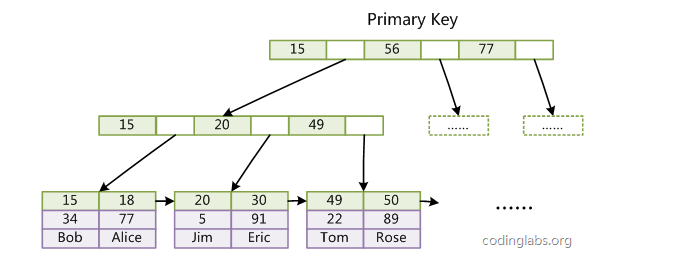 Primary Key
15 56 77
15 20 49
...... ......
15 18 20 30 49 50
34 77 5 91 22 89
Bob Alice Jim Eric Tom Rose
......
codinglabs.org